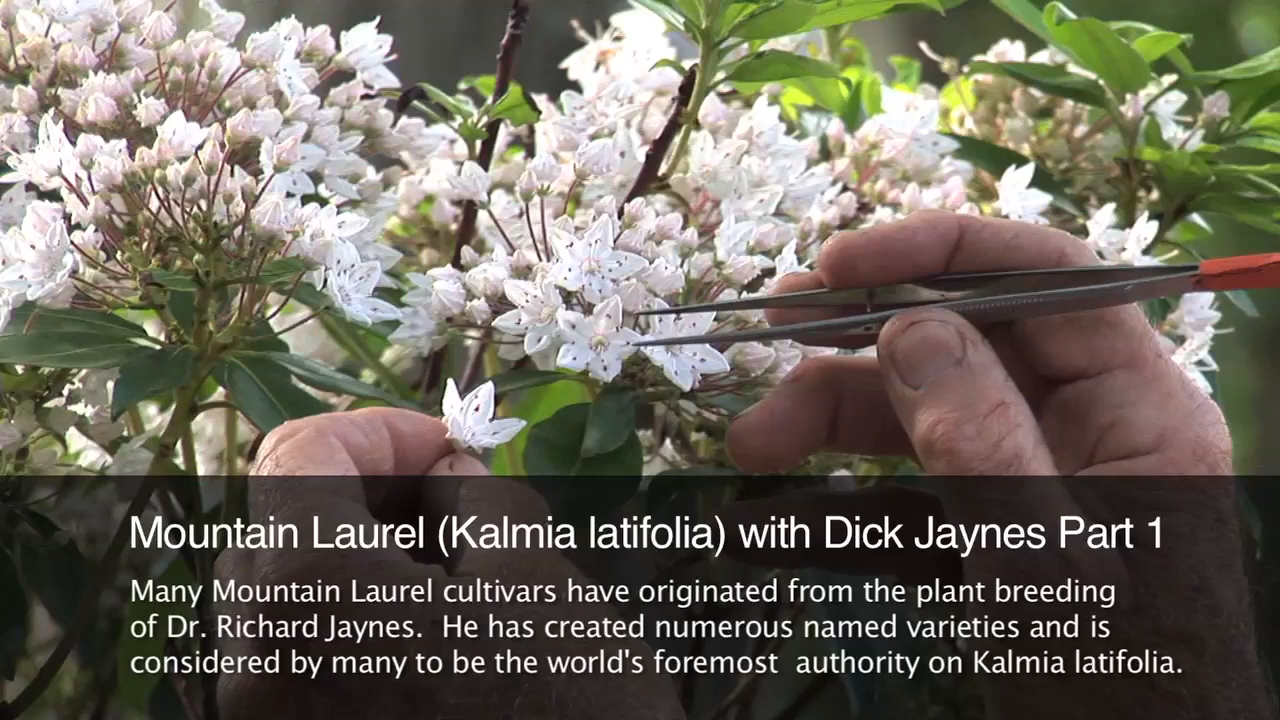 Mountain Laurel (Kalmia latifolia) with Dick Jaynes Part 1
Many Mountain Laurel cultivars have originated from the plant breeding
of Dr. Richard Jaynes.  He has created numerous named varieties and is
considered by many to be the world's foremost  authority on Kalmia latifolia.